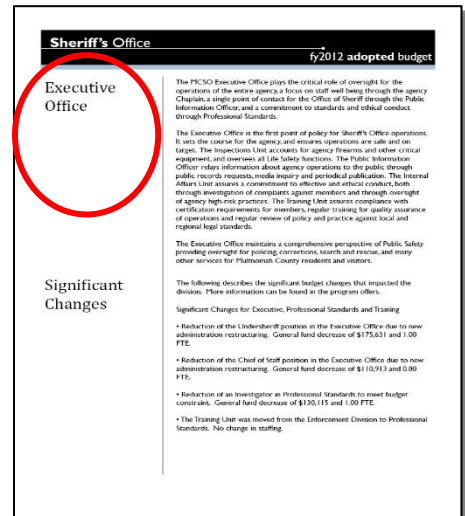 Sheriff's Office
fy2012 adopted budget
Executive
Office
The MCSO Executive Office plays the critical role of oversight for the
operations of the entire agency, a focus on staff well being through the agency
Chaplain, a single point of contact for the Office of Sheriff through the Public
Information Officer, and a commitment to standards and ethical conduct
through Professional Standards.
The Executive Office is the first point of policy for Sheriff's Office operations.
It sets the course for the agency, and ensures operations are safe and on
target. The Inspections Unit accounts for agency firearms and other critical
equipment, and oversees all Life Safety functions. The Public Information
Officer relays information about agency operations to the public through
public records requests, media inquiry and periodical publication. The Internal
Affairs Unit assures a commitment to effective and ethical conduct, both
through investigation of complaints against members and through oversight
of agency high-risk practices. The Training Unit assures compliance with
certification requirements for members, regular training for quality assurance
of operations and regular review of policy and practice against local and
regional legal standards.
The Executive Office maintains a comprehensive perspective of Public Safety
providing oversight for policing, corrections, search and rescue, and many
other services for Multnomah County residents and visitors.
Significant
Changes
The following describes the significant budget changes that impacted the
division. More information can be found in the program offers.
Significant Changes for Executive, Professional Standards and Training
• Reduction of the Undersheriff position in the Executive Office due to new
administration restructuring. General fund decrease of $175,631 and 1.00
FTE.
• Reduction of the Chief of Staff position in the Executive Office due to new
administration restructuring. General fund decrease of $110,913 and 0.80
FTE.
• Reduction of an Investigator in Professional Standards to meet budget
constraint. General fund decrease of $130,115 and 1.00 FTE.
• The Training Unit was moved from the Enforcement Division to Professional
Standards. No change in staffing.